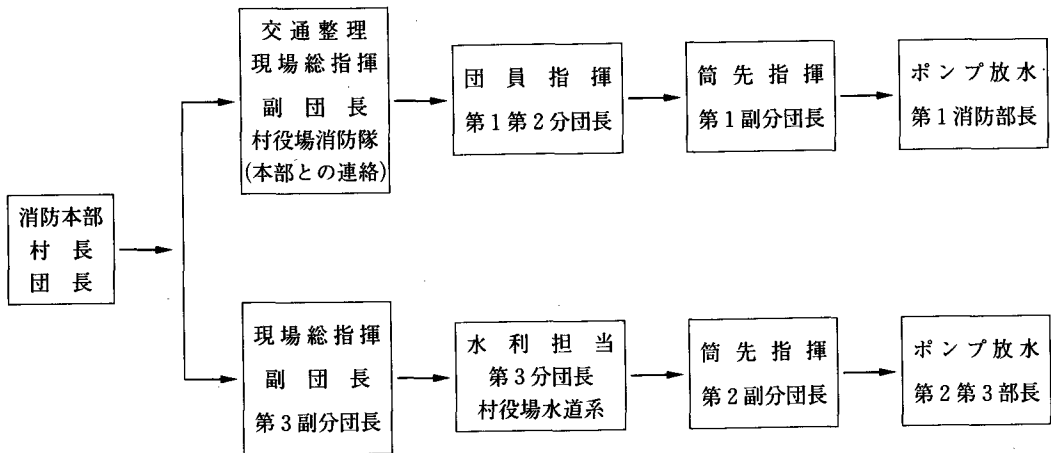 消防本部
村長
団長
交通整理
現場総指揮
副団長
村役場消防隊
(本部との連絡)
団員指揮
第1第2分団長
筒先指揮
第1副分団長
ポンプ放水
第1消防部長
現場総指揮
副団長
第3副分団長
水利担当
第3分団長
村役場水道系
筒先指揮
第2副分団長
ポンプ放水
第2第3部長